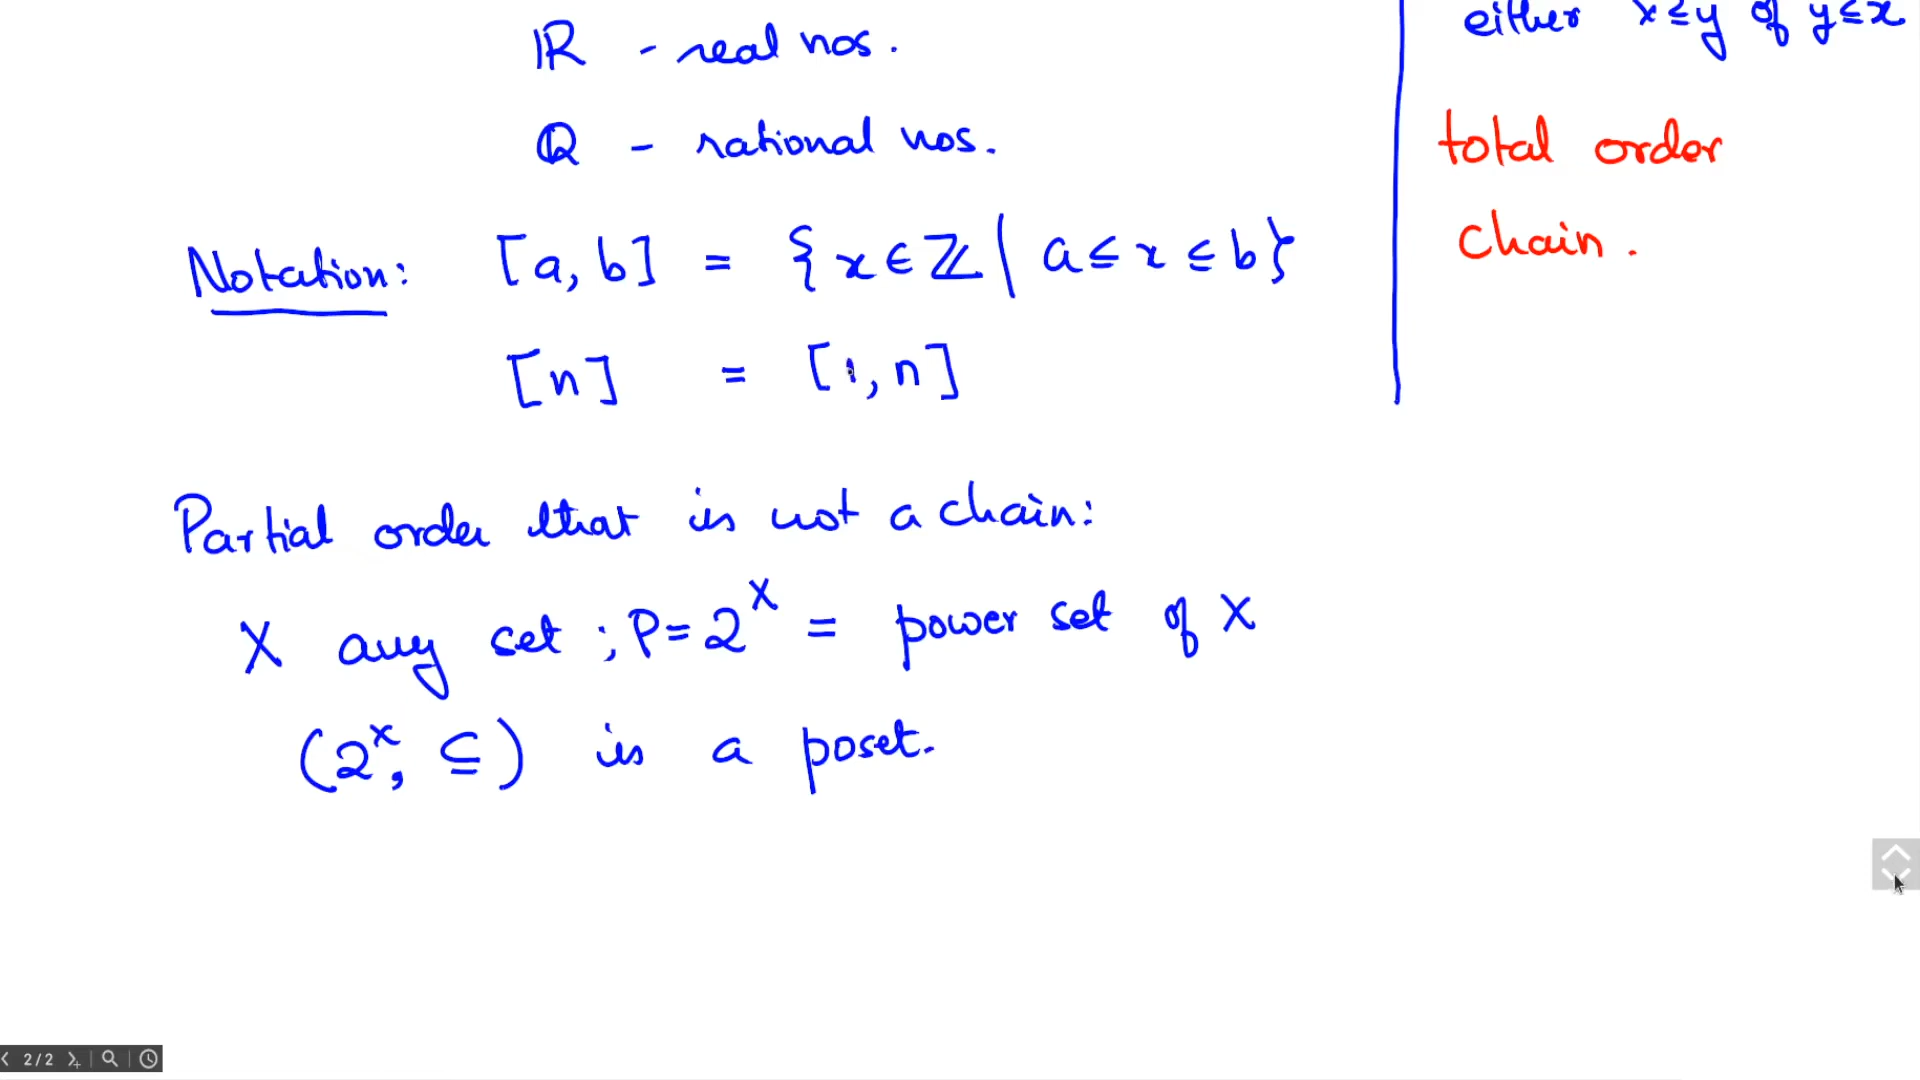 ℝ - real nos.
ℚ - rational nos.
Notation: [a, b] = {x ∈ ℤ | a ≤ x ≤ b}
[n] = [1, n]
either x ≤ y of y ≤ x
total order
chain.
Partial order that is not a chain:
X any set ; P = 2^X = power set of X
(2^X, ⊆) is a poset.
2/2